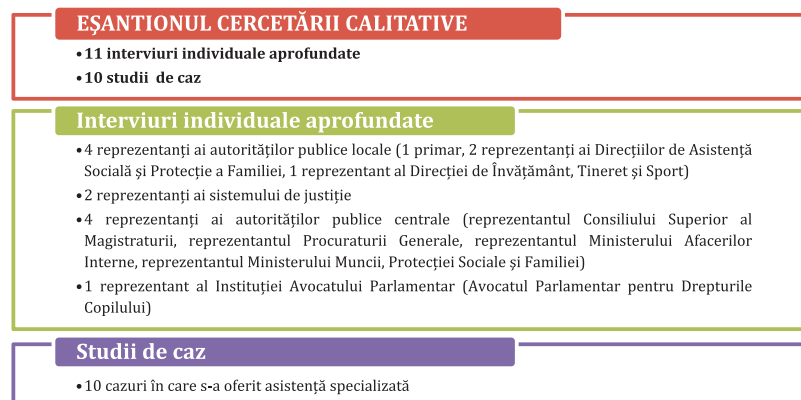 EŞANTIONUL CERCETĂRII CALITATIVE
•11 interviuri individuale aprofundate
•10 studii de caz
Interviuri individuale aprofundate
•4 reprezentanți ai autorităților publice locale (1 primar, 2 reprezentanți ai Direcțiilor de Asistență
Socială și Protecție a Familiei, 1 reprezentant al Direcției de Învățământ, Tineret și Sport)
•2 reprezentanți ai sistemului de justiție
•4 reprezentanți ai autorităților publice centrale (reprezentantul Consiliului Superior al
Magistraturii, reprezentantul Procuraturii Generale, reprezentantul Ministerului Afacerilor
Interne, reprezentantul Ministerului Muncii, Protecției Sociale și Familiei)
•1 reprezentant al Instituției Avocatului Parlamentar (Avocatul Parlamentar pentru Drepturile
Copilului)
Studii de caz
•10 cazuri în care s-a oferit asistență specializată